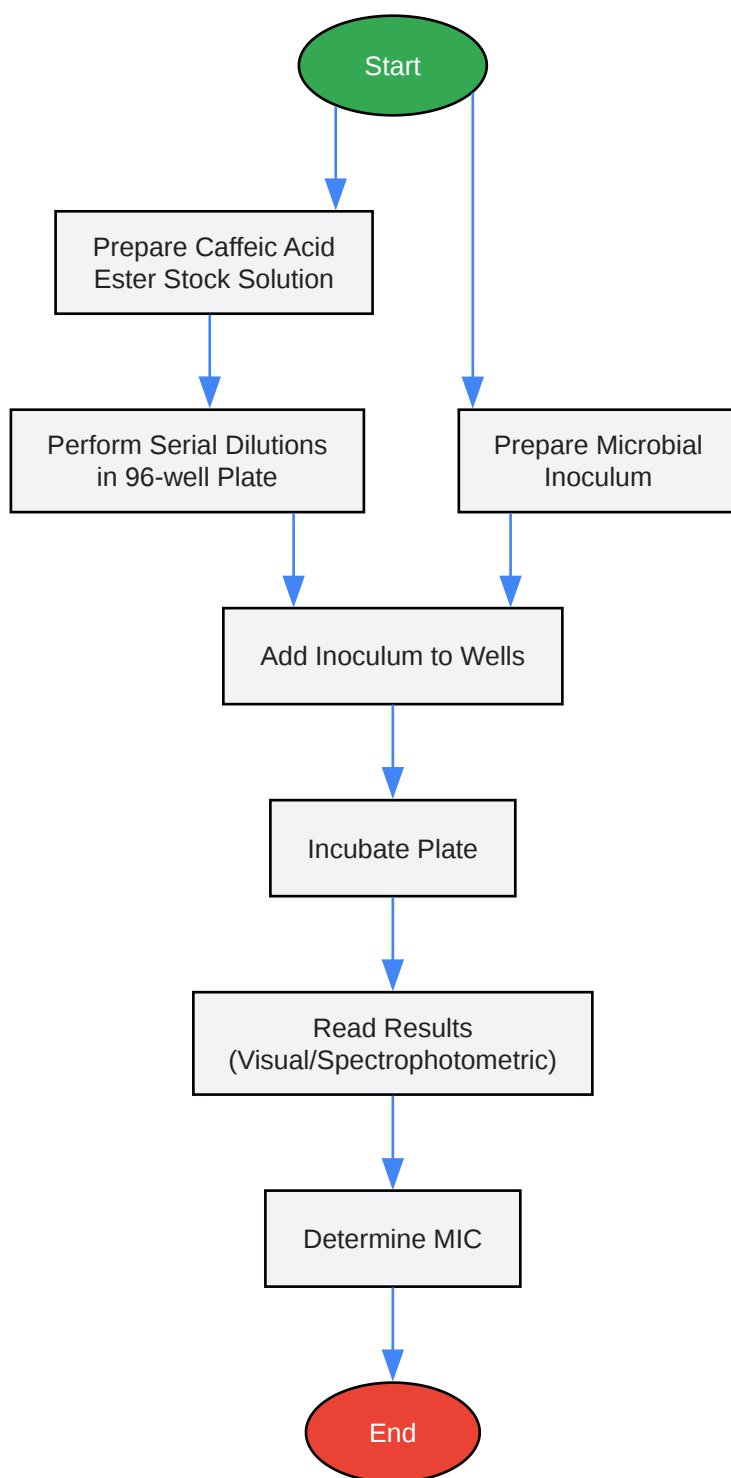 Start
Prepare Caffeic Acid
Ester Stock Solution
Perform Serial Dilutions
in 96-well Plate
Prepare Microbial
Inoculum
Add Inoculum to Wells
Incubate Plate
Read Results
(Visual/Spectrophotometric)
Determine MIC
End